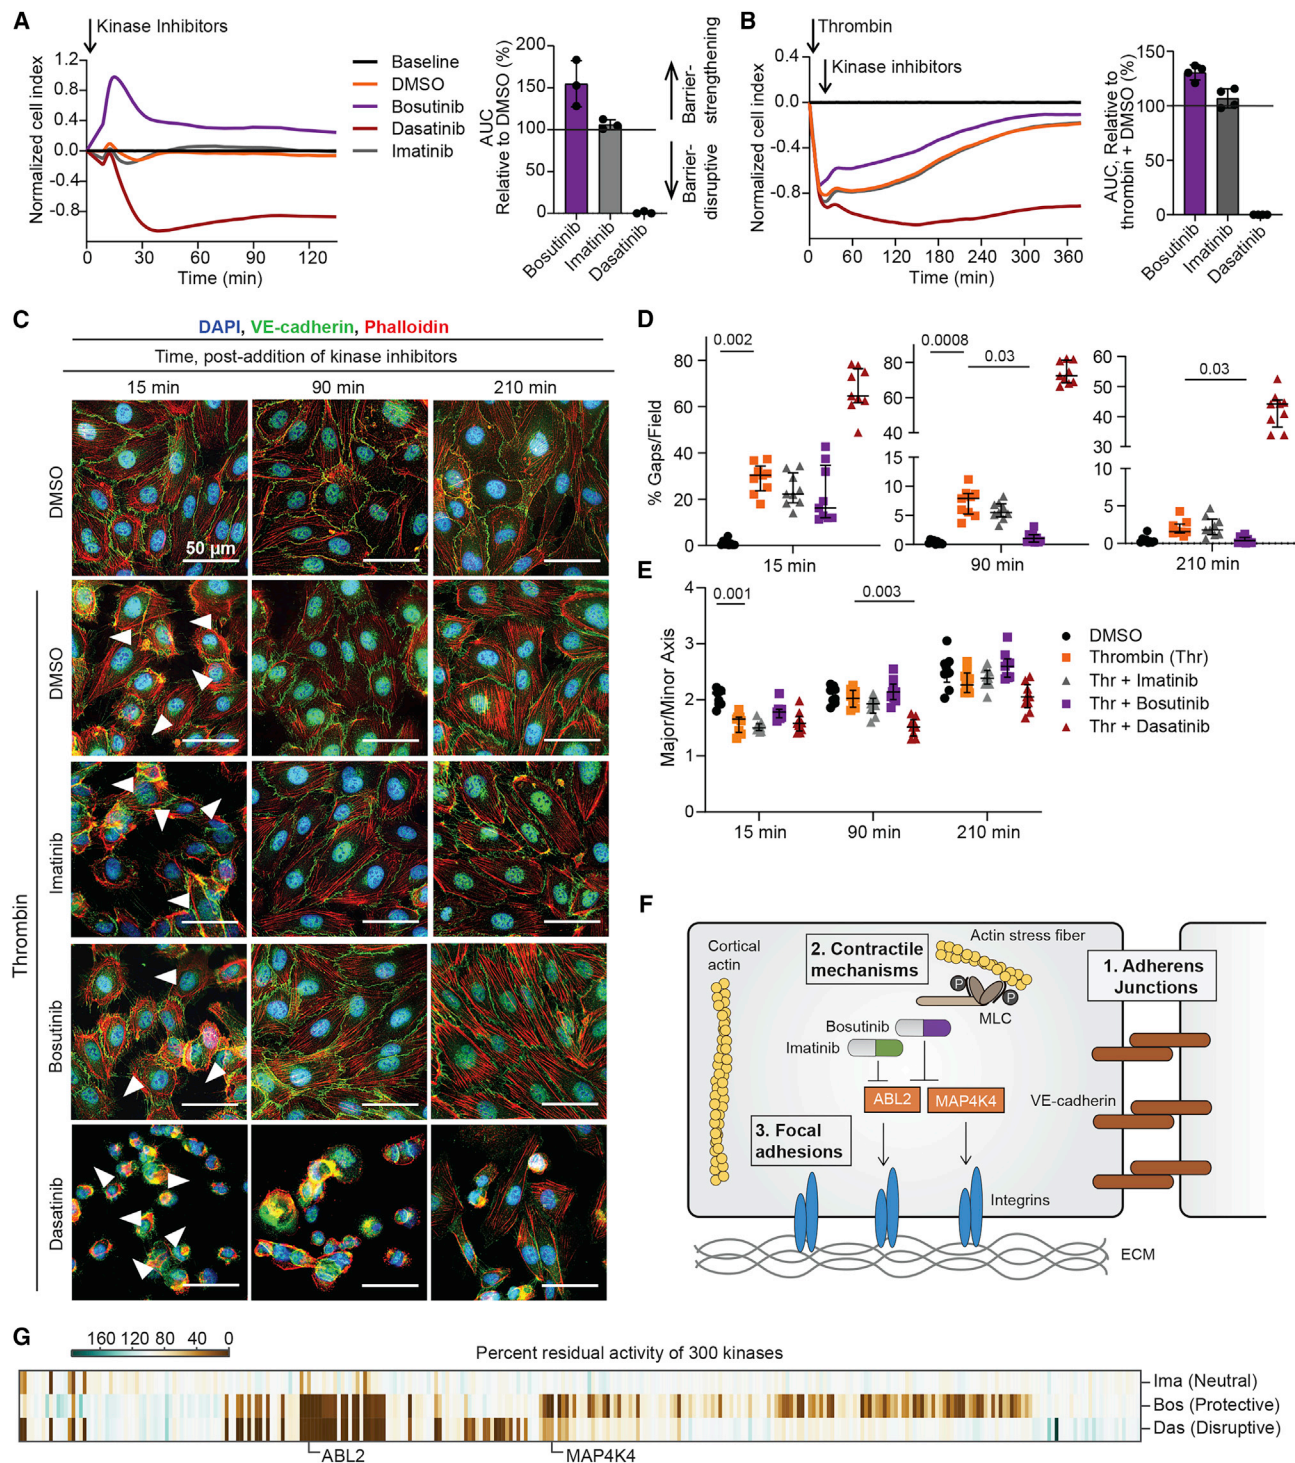 A
Kinase Inhibitors
1.2
0.8
0.4
0.0
-0.4
-0.8
Normalized cell index
0 30 60 90 120
Time (min)
Baseline
DMSO
Bosutinib
Dasatinib
Imatinib
200
150
100
50
0
AUC
Relative to DMSO (%)
Bosutinib
Imatinib
Dasatinib
Barrier-
strengthening
Barrier-
disruptive
B
Thrombin
Kinase inhibitors
0.4
0.0
-0.4
-0.8
Normalized cell index
0 60 120 180 240 300 360
Time (min)
150
100
50
0
AUC, Relative to
thrombin + DMSO (%)
Bosutinib
Imatinib
Dasatinib
C
DAPI, VE-cadherin, Phalloidin
Time, post-addition of kinase inhibitors
15 min 90 min 210 min
DMSO
50 µm
Thrombin
DMSO
Imatinib
Bosutinib
Dasatinib
D
% Gaps/Field
80
60
40
20
0
0.002
15 min
80
60
40
15
10
5
0
0.0008
0.03
90 min
60
50
40
30
10
5
0
0.03
210 min
E
Major/Minor Axis
4
3
2
1
0
0.001
0.003
15 min 90 min 210 min
DMSO
Thrombin (Thr)
Thr + Imatinib
Thr + Bosutinib
Thr + Dasatinib
F
Cortical
actin
2. Contractile
mechanisms
Actin stress fiber
P
P
MLC
1. Adherens
Junctions
Bosutinib
Imatinib
ABL2
MAP4K4
VE-cadherin
3. Focal
adhesions
Integrins
ECM
G
160 120 80 40 0
Percent residual activity of 300 kinases
Ima (Neutral)
Bos (Protective)
Das (Disruptive)
ABL2
MAP4K4